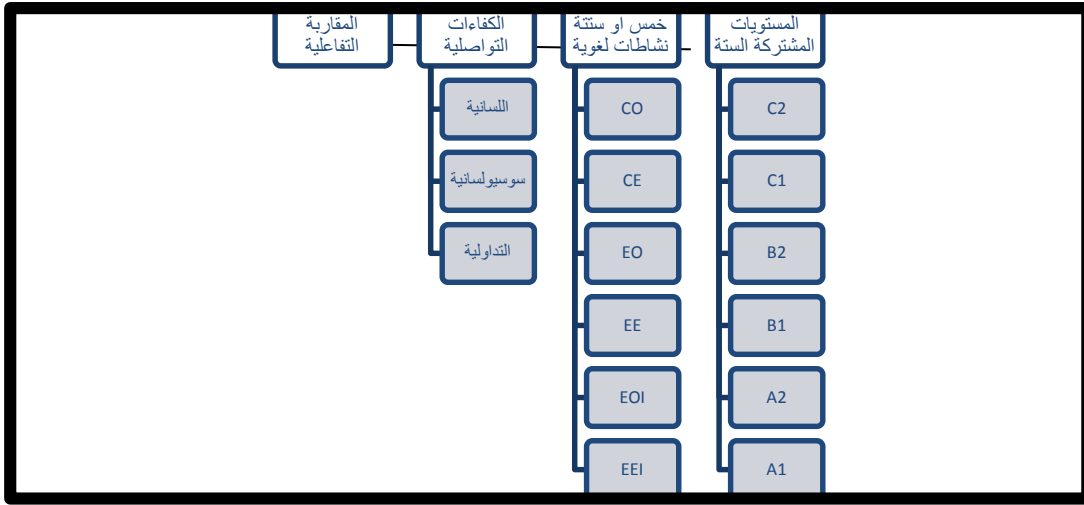 المستويات
المشتركة الستة
C2
C1
B2
B1
A2
A1
خمس او ستتة
نشاطات لغوية
CO
CE
EO
EE
EOI
EEI
الكفاءات
التواصلية
اللسانية
سوسيولسانية
التداولية
المقاربة
التفاعلية